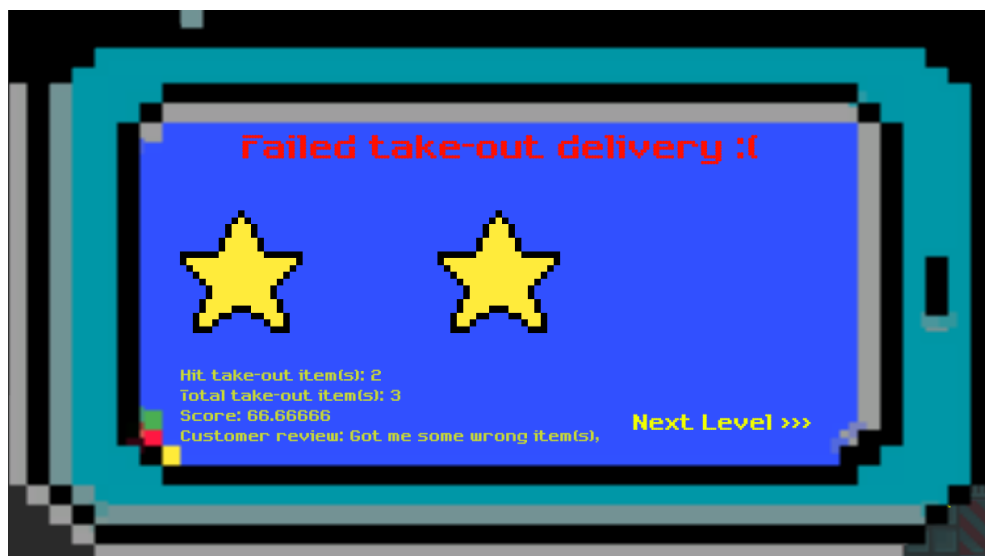 Failed take-out delivery :(
Hit take-out item(s): 2
Total take-out item(s): 3
Score: 66.66666
Customer review: Got me some wrong item(s),
Next Level >>>